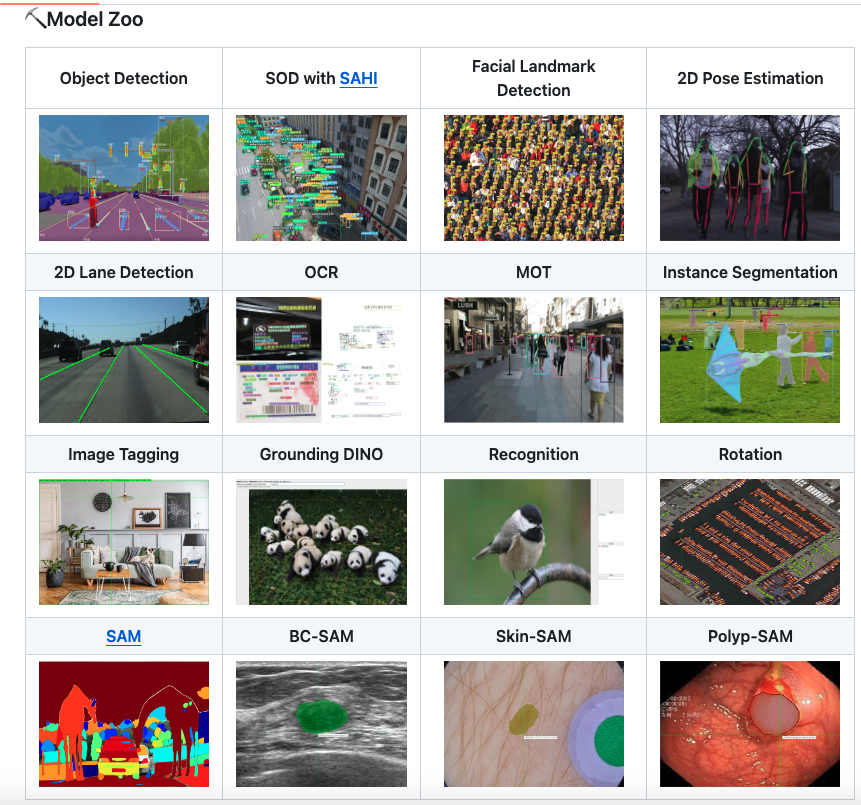 ⛏Model Zoo
Object Detection
SOD with SAHI
Facial Landmark
Detection
2D Pose Estimation
2D Lane Detection
OCR
MOT
Instance Segmentation
LUSH
Image Tagging
Grounding DINO
Recognition
Rotation
SAM
BC-SAM
Skin-SAM
Polyp-SAM